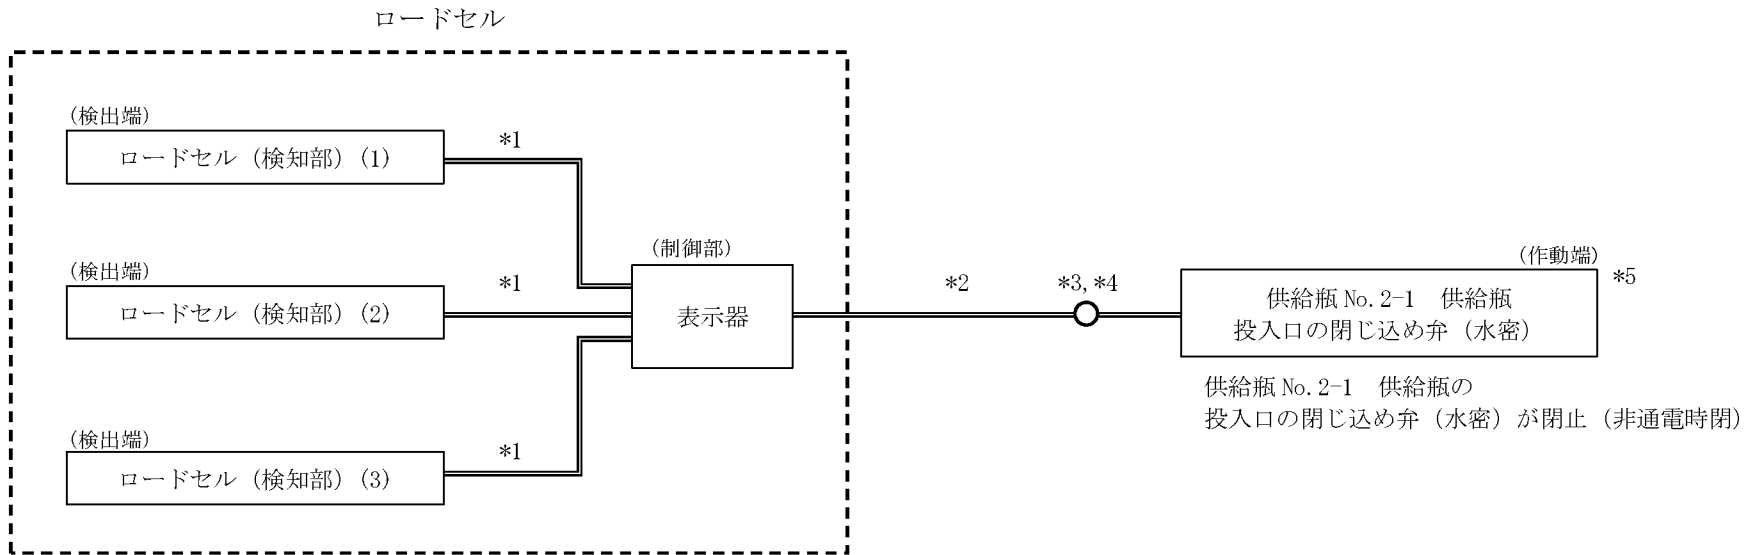 ロードセル
(検出端)
ロードセル（検知部）(1)
*1
(検出端)
ロードセル（検知部）(2)
*1
(検出端)
ロードセル（検知部）(3)
*1
(制御部)
表示器
*2
*3,*4
(作動端)
*5
供給瓶 No.2-1　供給瓶
投入口の閉じ込め弁（水密）
供給瓶 No.2-1　供給瓶の
投入口の閉じ込め弁（水密）が閉止（非通電時閉）